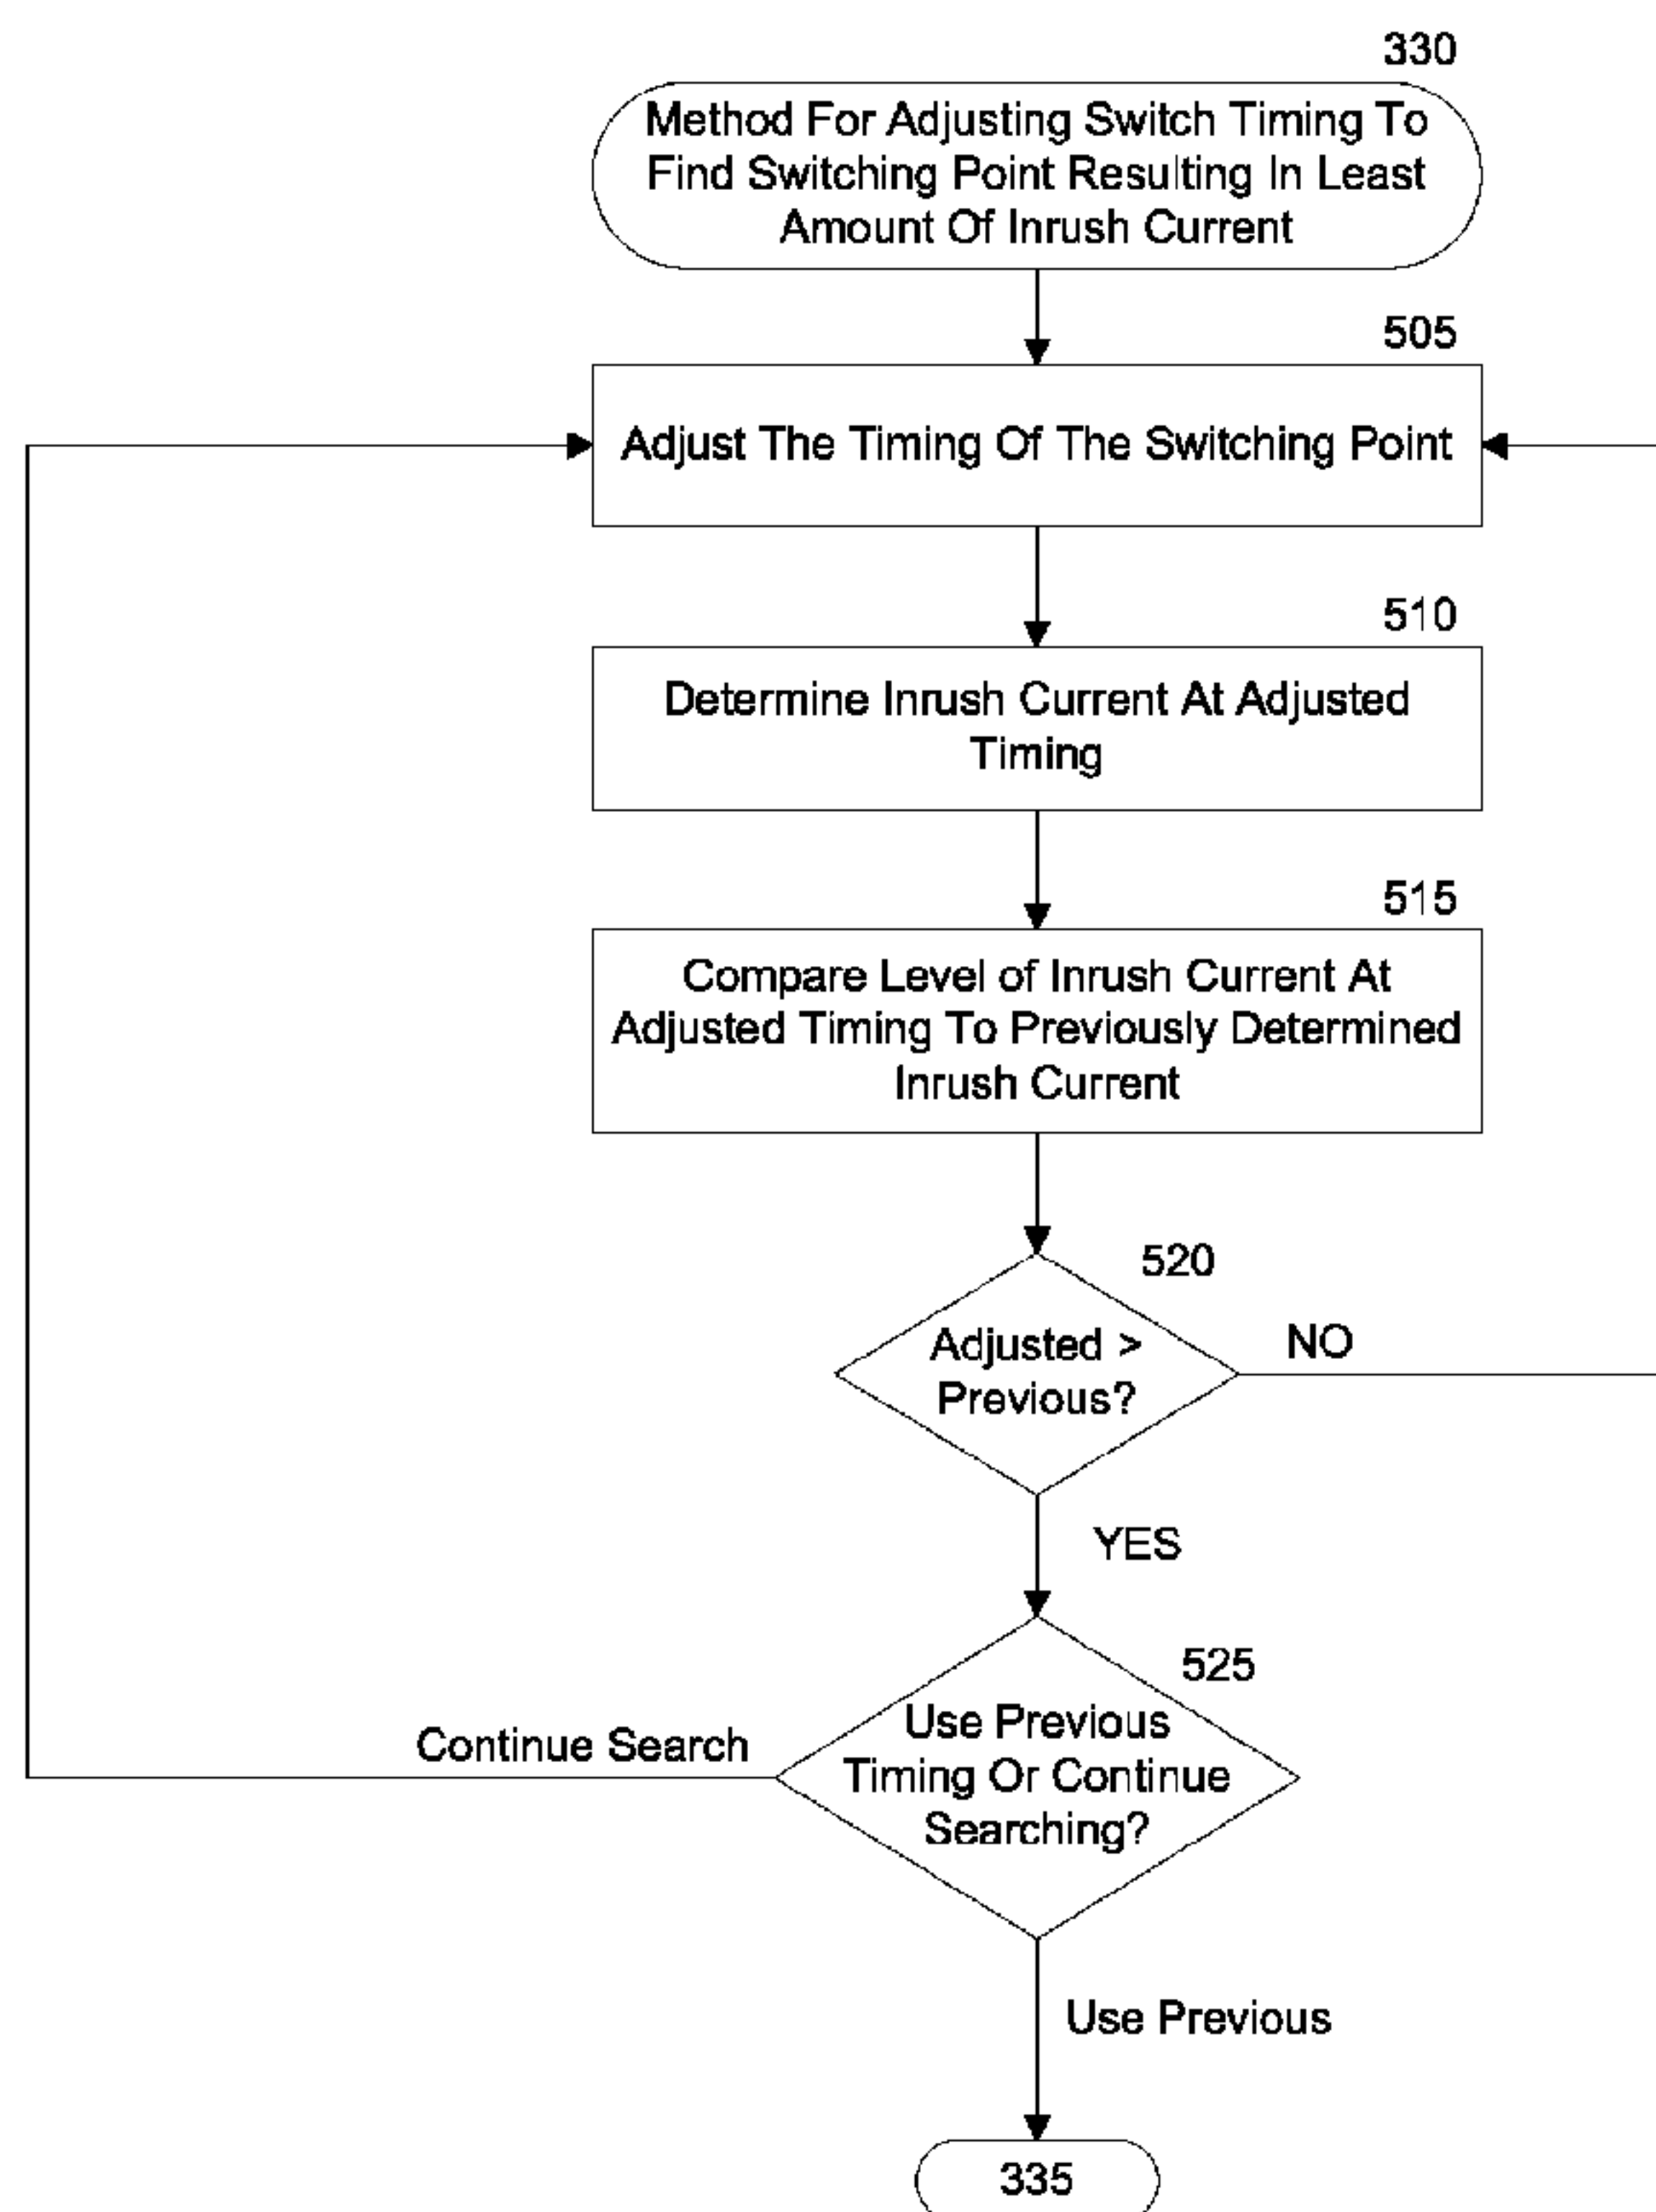 330
Method For Adjusting Switch Timing To
Find Switching Point Resulting In Least
Amount Of Inrush Current
505
Adjust The Timing Of The Switching Point
510
Determine Inrush Current At Adjusted
Timing
515
Compare Level of Inrush Current At
Adjusted Timing To Previously Determined
Inrush Current
520
Adjusted >
Previous?
NO
YES
525
Use Previous
Timing Or Continue
Searching?
Continue Search
Use Previous
335